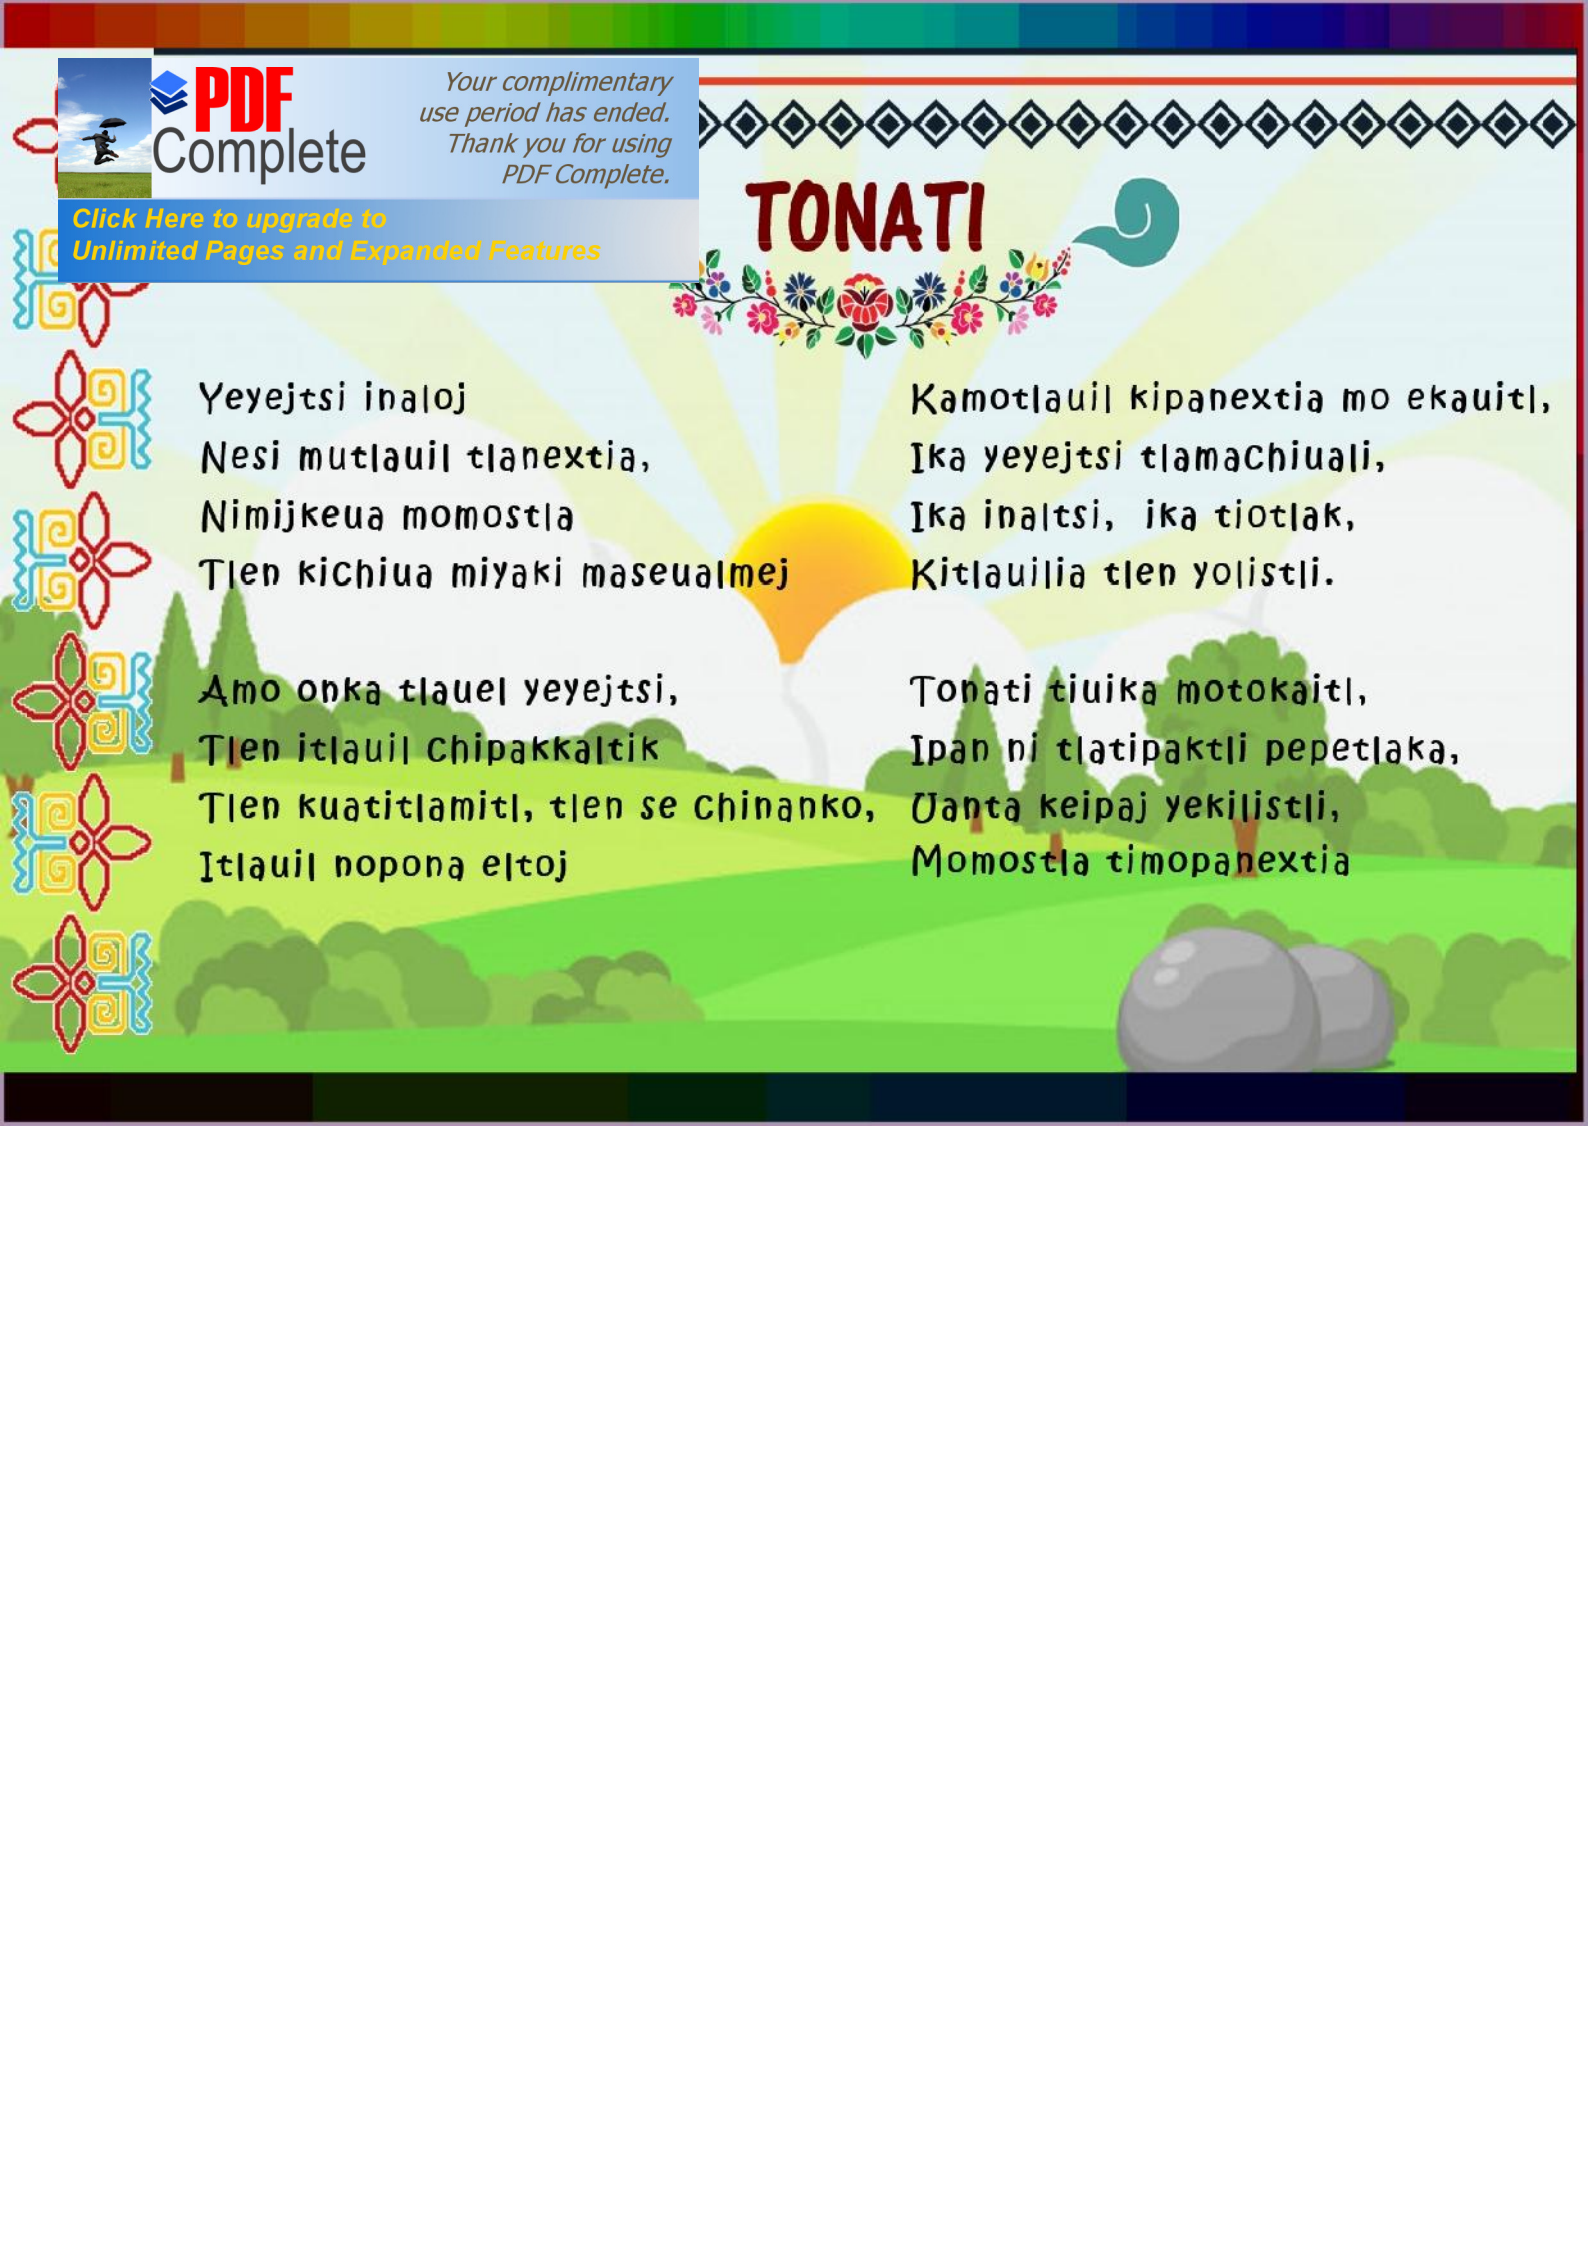 PDF
Complete
Your complimentary
use period has ended.
Thank you for using
PDF Complete.
Click Here to upgrade to
Unlimited Pages and Expanded Features
TONATI
Yeyejtsi inaloj
Nesi mutlauil tlanextia,
Nimijkeua momostla
Tlen kichiua miyaki maseualmej
Amo onka tlauel yeyejtsi,
Tlen itlauil chipakkaltik
Tlen kuatitlamitl, tlen se chinanko,
Itlauil nopona eltoj
Kamotlauil kipanextia mo ekauitl,
Ika yeyejtsi tlamachiuali,
Ika inaltsi, ika tiotlak,
Kitlauilia tlen yolistli.
Tonati tiuika motokaitl,
Ipan ni tlatipaktli pepetlaka,
Uanta keipaj yekilistli,
Momostla timopanextia